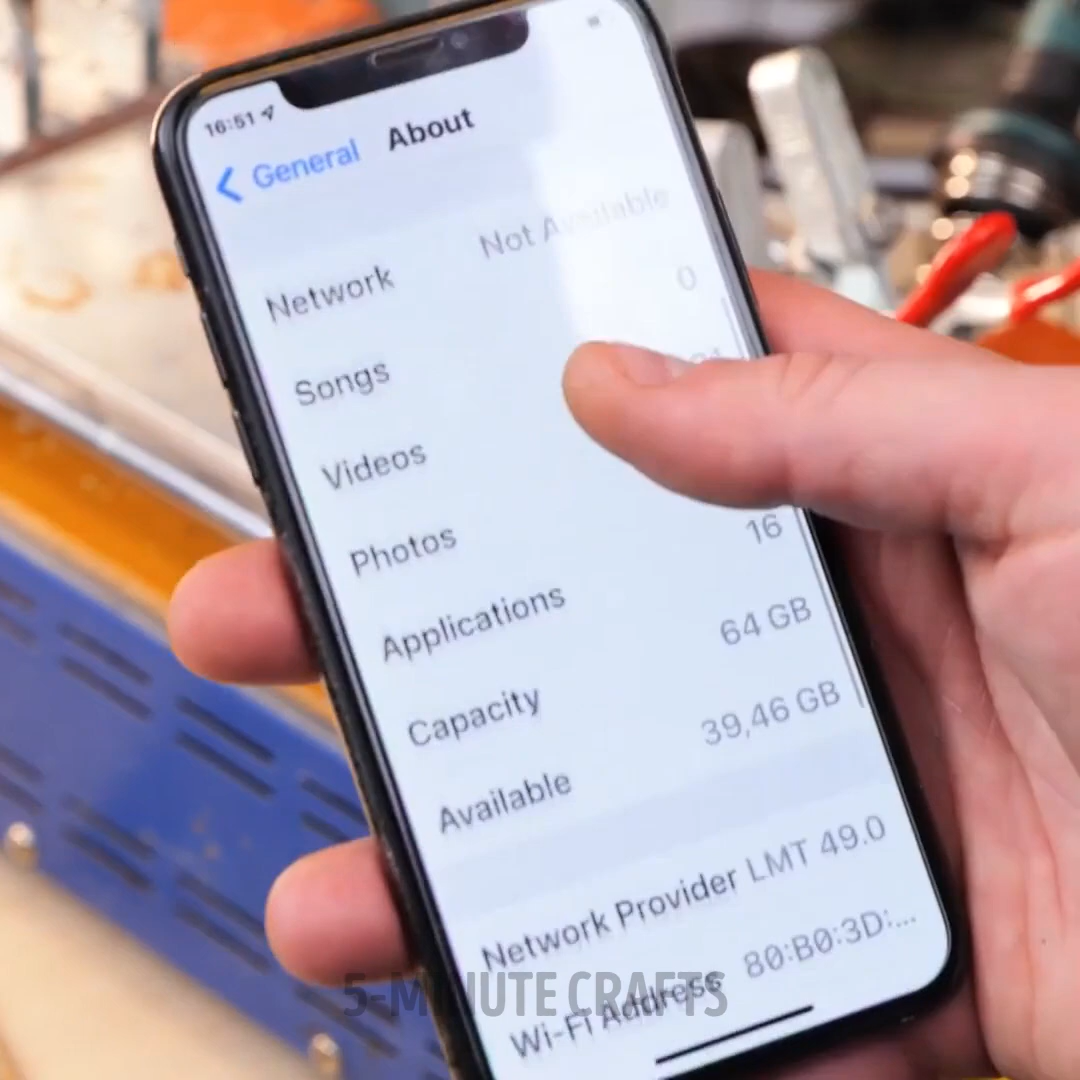 16:51
General About
Network Not Available
Songs 0
Videos
Photos
Applications 16
Capacity 64 GB
Available 39,46 GB
Network Provider LMT 49.0
Wi-Fi Address 80:B0:3D:...
5-MINUTE CRAFTS